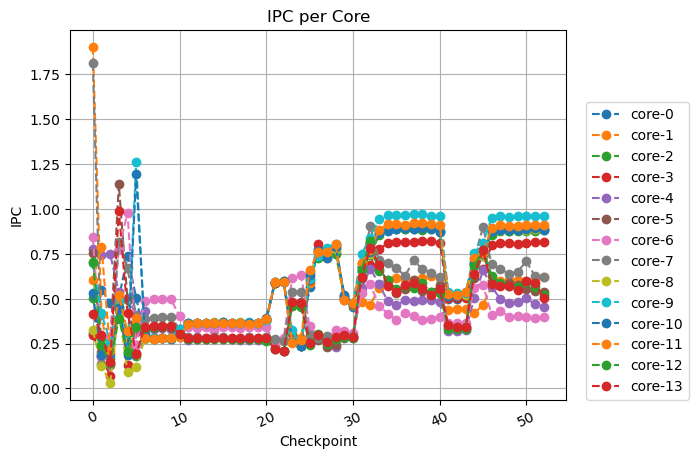 IPC per Core
IPC
1.75
1.50
1.25
1.00
0.75
0.50
0.25
0.00
0
10
20
30
40
50
Checkpoint
core-0
core-1
core-2
core-3
core-4
core-5
core-6
core-7
core-8
core-9
core-10
core-11
core-12
core-13